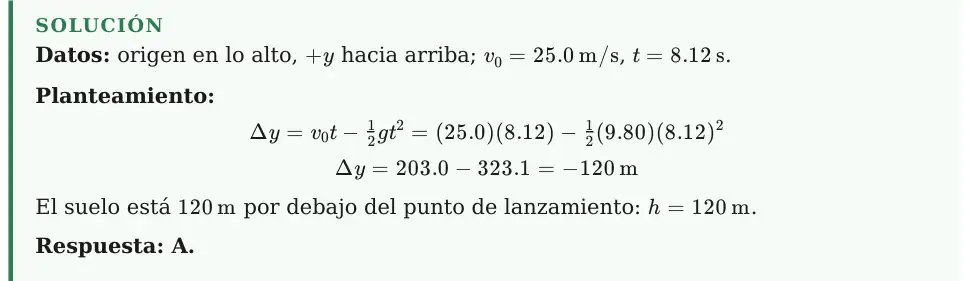 SOLUCIÓN
Datos: origen en lo alto, +y hacia arriba; v₀ = 25.0 m/s, t = 8.12 s.
Planteamiento:
Δy = v₀t − ½gt² = (25.0)(8.12) − ½(9.80)(8.12)²
Δy = 203.0 − 323.1 = −120 m
El suelo está 120 m por debajo del punto de lanzamiento: h = 120 m.
Respuesta: A.